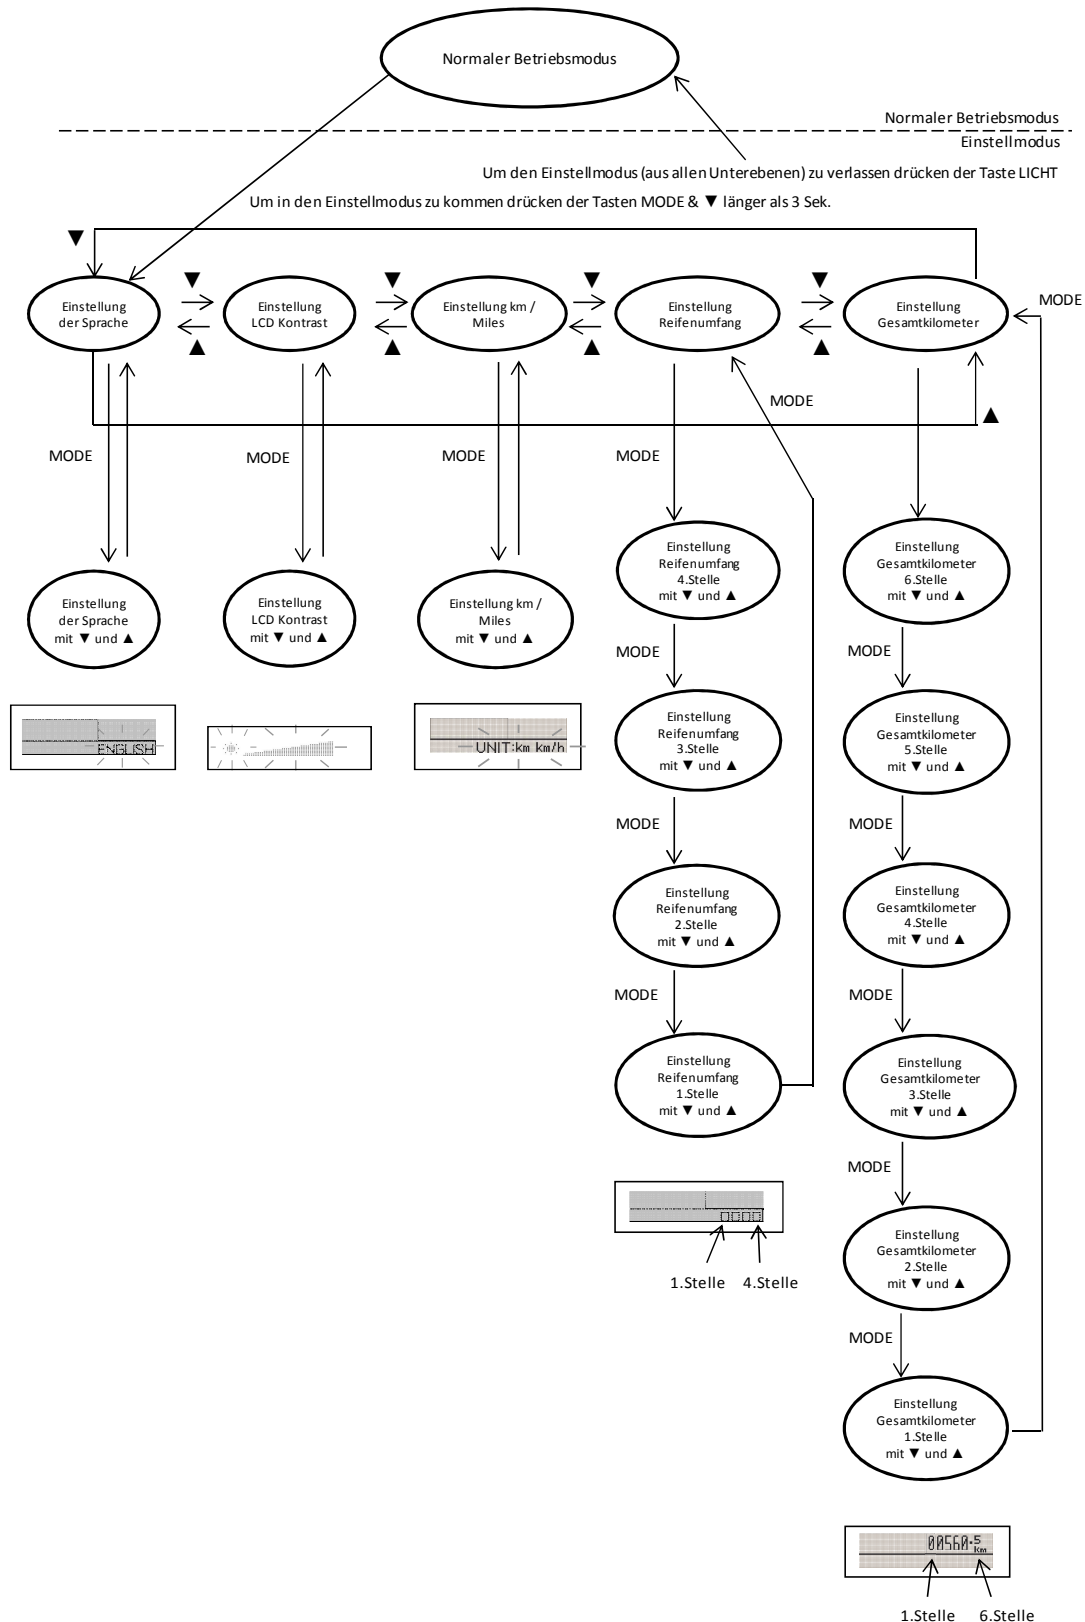 Normaler Betriebsmodus
Normaler Betriebsmodus
Einstellmodus
Um den Einstellmodus (aus allen Unterebenen) zu verlassen drücken der Taste LICHT
Um in den Einstellmodus zu kommen drücken der Tasten MODE & ▼ länger als 3 Sek.
▼
Einstellung
der Sprache
▼
▲
Einstellung
LCD Kontrast
▼
▲
Einstellung km /
Miles
▼
▲
Einstellung
Reifenumfang
▼
▲
Einstellung
Gesamtkilometer
MODE
MODE
▲
MODE
MODE
MODE
MODE
Einstellung
der Sprache
mit ▼ und ▲
ENGLISH
Einstellung
LCD Kontrast
mit ▼ und ▲
Einstellung km /
Miles
mit ▼ und ▲
UNIT:km km/h
Einstellung
Reifenumfang
4.Stelle
mit ▼ und ▲
MODE
Einstellung
Reifenumfang
3.Stelle
mit ▼ und ▲
MODE
Einstellung
Reifenumfang
2.Stelle
mit ▼ und ▲
MODE
Einstellung
Reifenumfang
1.Stelle
mit ▼ und ▲
0000
1.Stelle 4.Stelle
Einstellung
Gesamtkilometer
6.Stelle
mit ▼ und ▲
MODE
Einstellung
Gesamtkilometer
5.Stelle
mit ▼ und ▲
MODE
Einstellung
Gesamtkilometer
4.Stelle
mit ▼ und ▲
MODE
Einstellung
Gesamtkilometer
3.Stelle
mit ▼ und ▲
MODE
Einstellung
Gesamtkilometer
2.Stelle
mit ▼ und ▲
MODE
Einstellung
Gesamtkilometer
1.Stelle
mit ▼ und ▲
00560.5
km
1.Stelle 6.Stelle